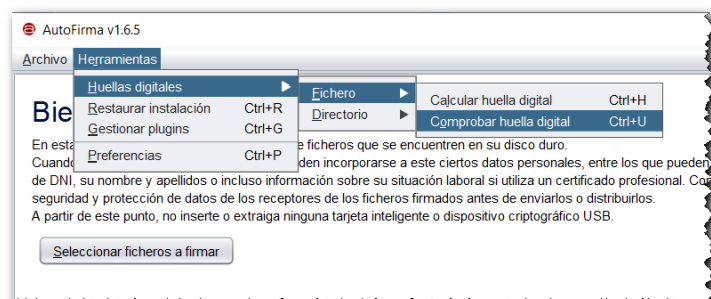 AutoFirma v1.6.5
Archivo Herramientas
Huellas digitales
Restaurar instalación Ctrl+R
Gestionar plugins Ctrl+G
Preferencias Ctrl+P
Fichero
Directorio
Calcular huella digital Ctrl+H
Comprobar huella digital Ctrl+U
Bie
En esta e ficheros que se encuentren en su disco duro.
Cuand den incorporarse a este ciertos datos personales, entre los que pueden
de DNI, su nombre y apellidos o incluso información sobre su situación laboral si utiliza un certificado profesional. Con
seguridad y protección de datos de los receptores de los ficheros firmados antes de enviarlos o distribuirlos.
A partir de este punto, no inserte o extraiga ninguna tarjeta inteligente o dispositivo criptográfico USB.
Seleccionar ficheros a firmar